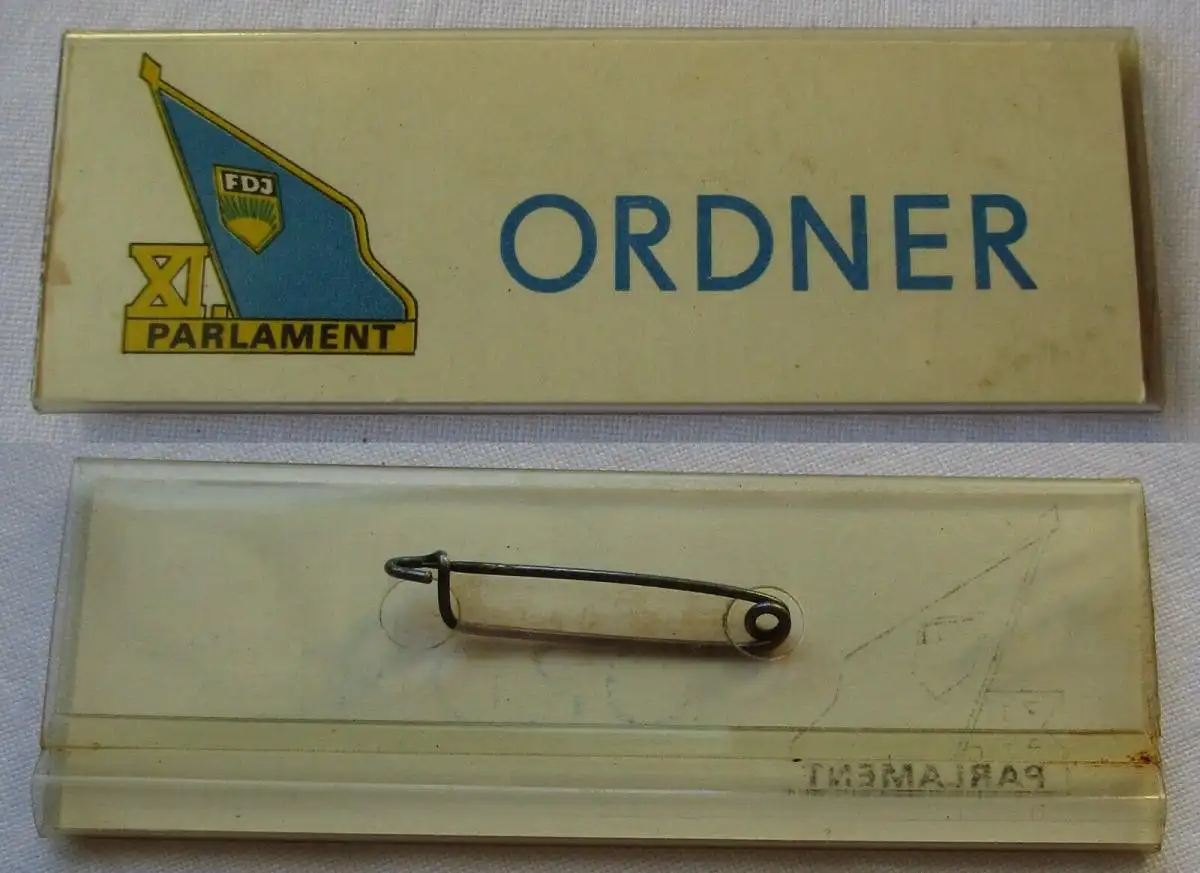 FDJ
ORDNER
XI.
PARLAMENT
PARLAMENT